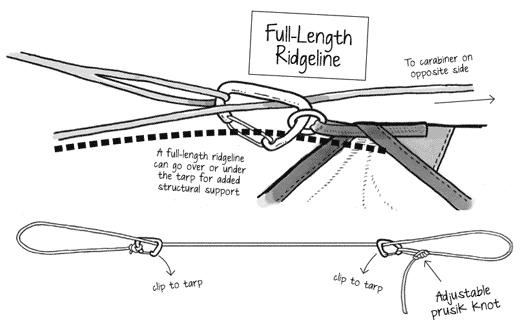 Full-Length
Ridgeline
To carabiner on
opposite side
A full-length ridgeline
can go over or under
the tarp for added
structural support
clip to tarp
clip to tarp
Adjustable
prusik knot